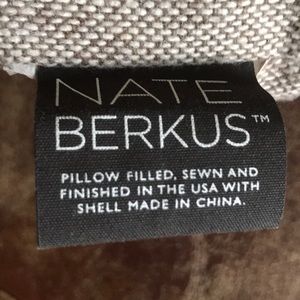 NATE
BERKUS™
PILLOW FILLED, SEWN AND
FINISHED IN THE USA WITH
SHELL MADE IN CHINA.